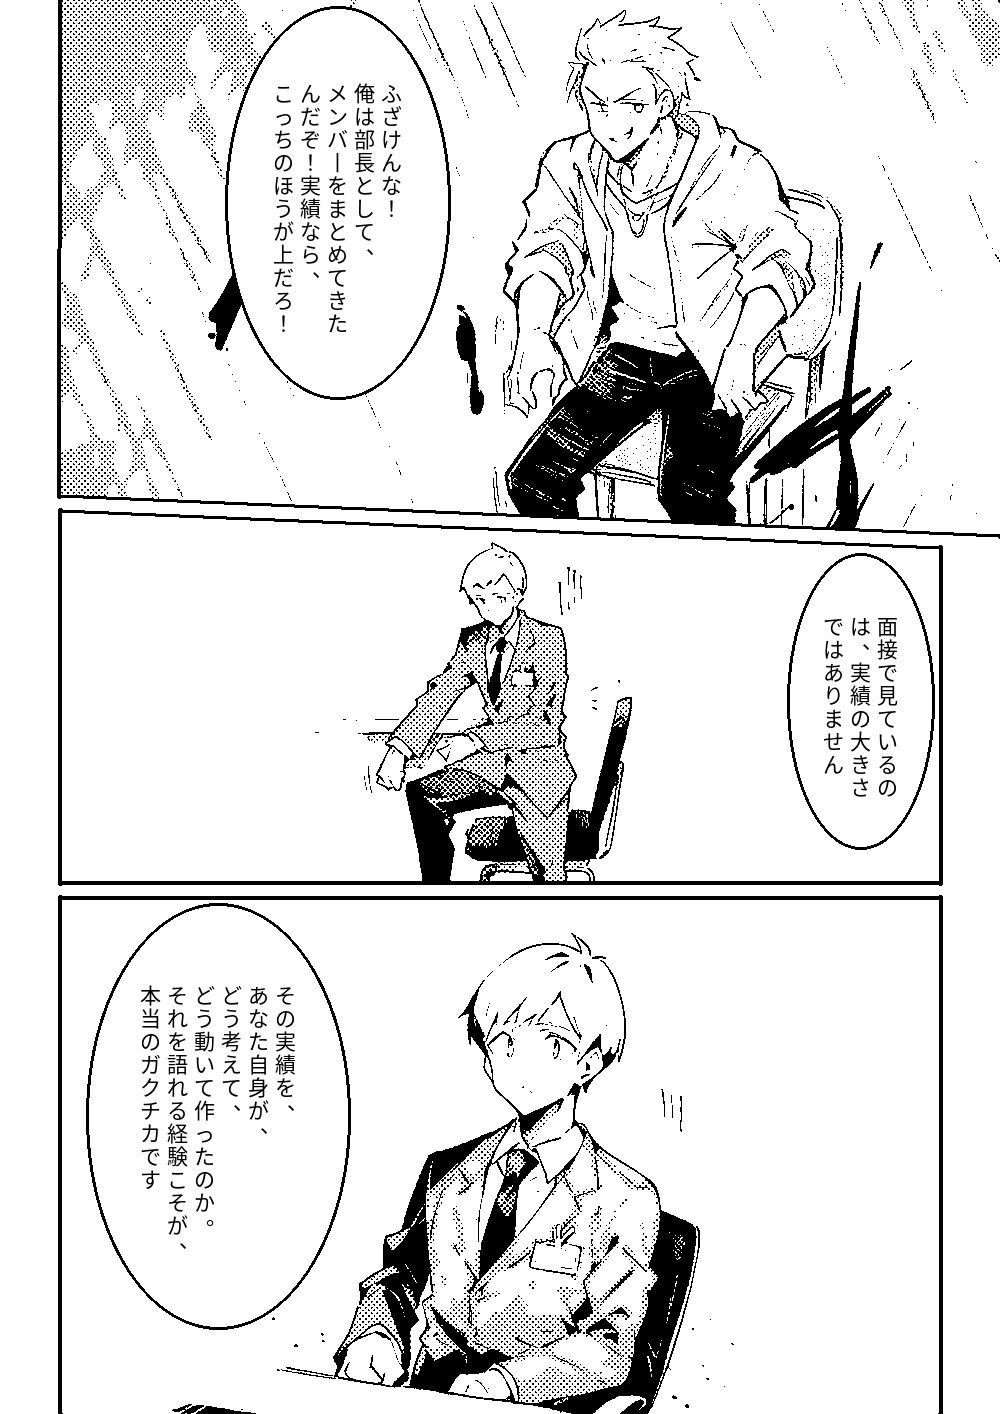 ふざけんな！
俺は部長として、
メンバーをまとめてきた
んだぞ！実績なら、
こっちのほうが上だろ！
面接で見ているの
は、実績の大きさ
ではありません
その実績を、
あなた自身が、
どう考えて、
どう動いて作ったのか。
それを語れる経験こそが、
本当のガクチカです